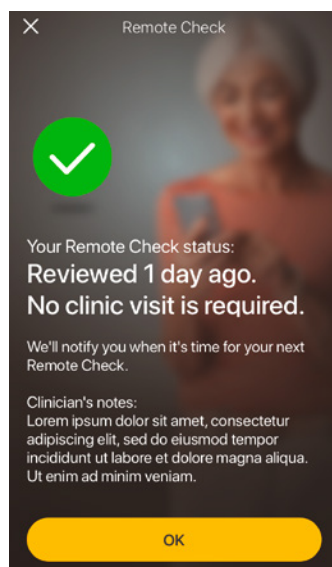 Remote Check
Your Remote Check status:
Reviewed 1 day ago.
No clinic visit is required.
We'll notify you when it's time for your next
Remote Check.
Clinician's notes:
Lorem ipsum dolor sit amet, consectetur
adipiscing elit, sed do eiusmod tempor
incididunt ut labore et dolore magna aliqua.
Ut enim ad minim veniam.
OK